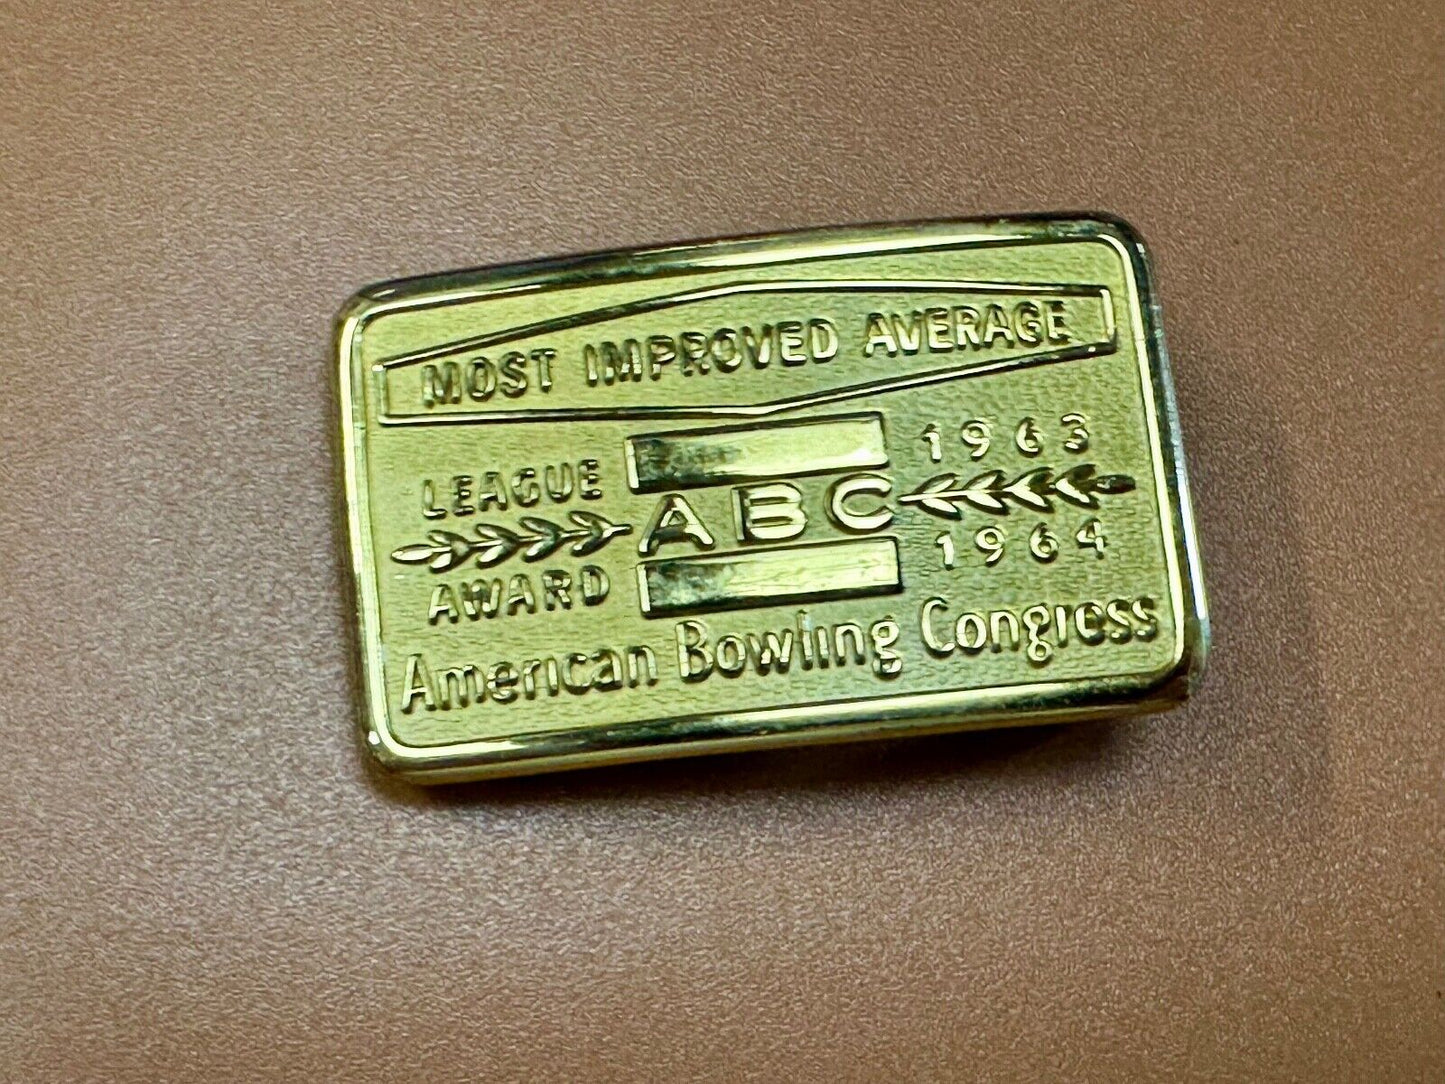 MOST IMPROVED AVERAGE
LEAGUE
AWARD
ABC
1963
1964
American Bowling Congress